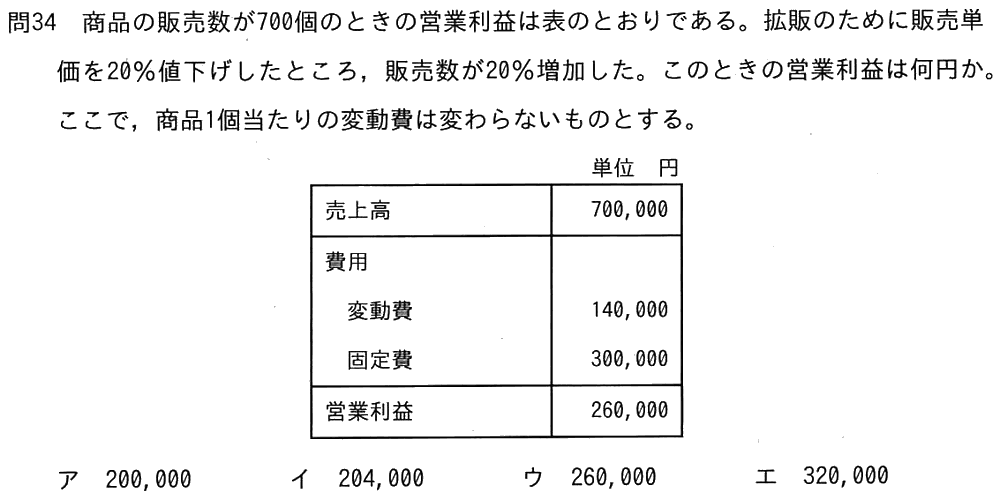 問34　商品の販売数が700個のときの営業利益は表のとおりである。拡販のために販売単
価を20%値下げしたところ，販売数が20%増加した。このときの営業利益は何円か。
ここで，商品1個当たりの変動費は変わらないものとする。
単位　円
売上高　700,000
費用
変動費　140,000
固定費　300,000
営業利益　260,000
ア　200,000　イ　204,000　ウ　260,000　エ　320,000